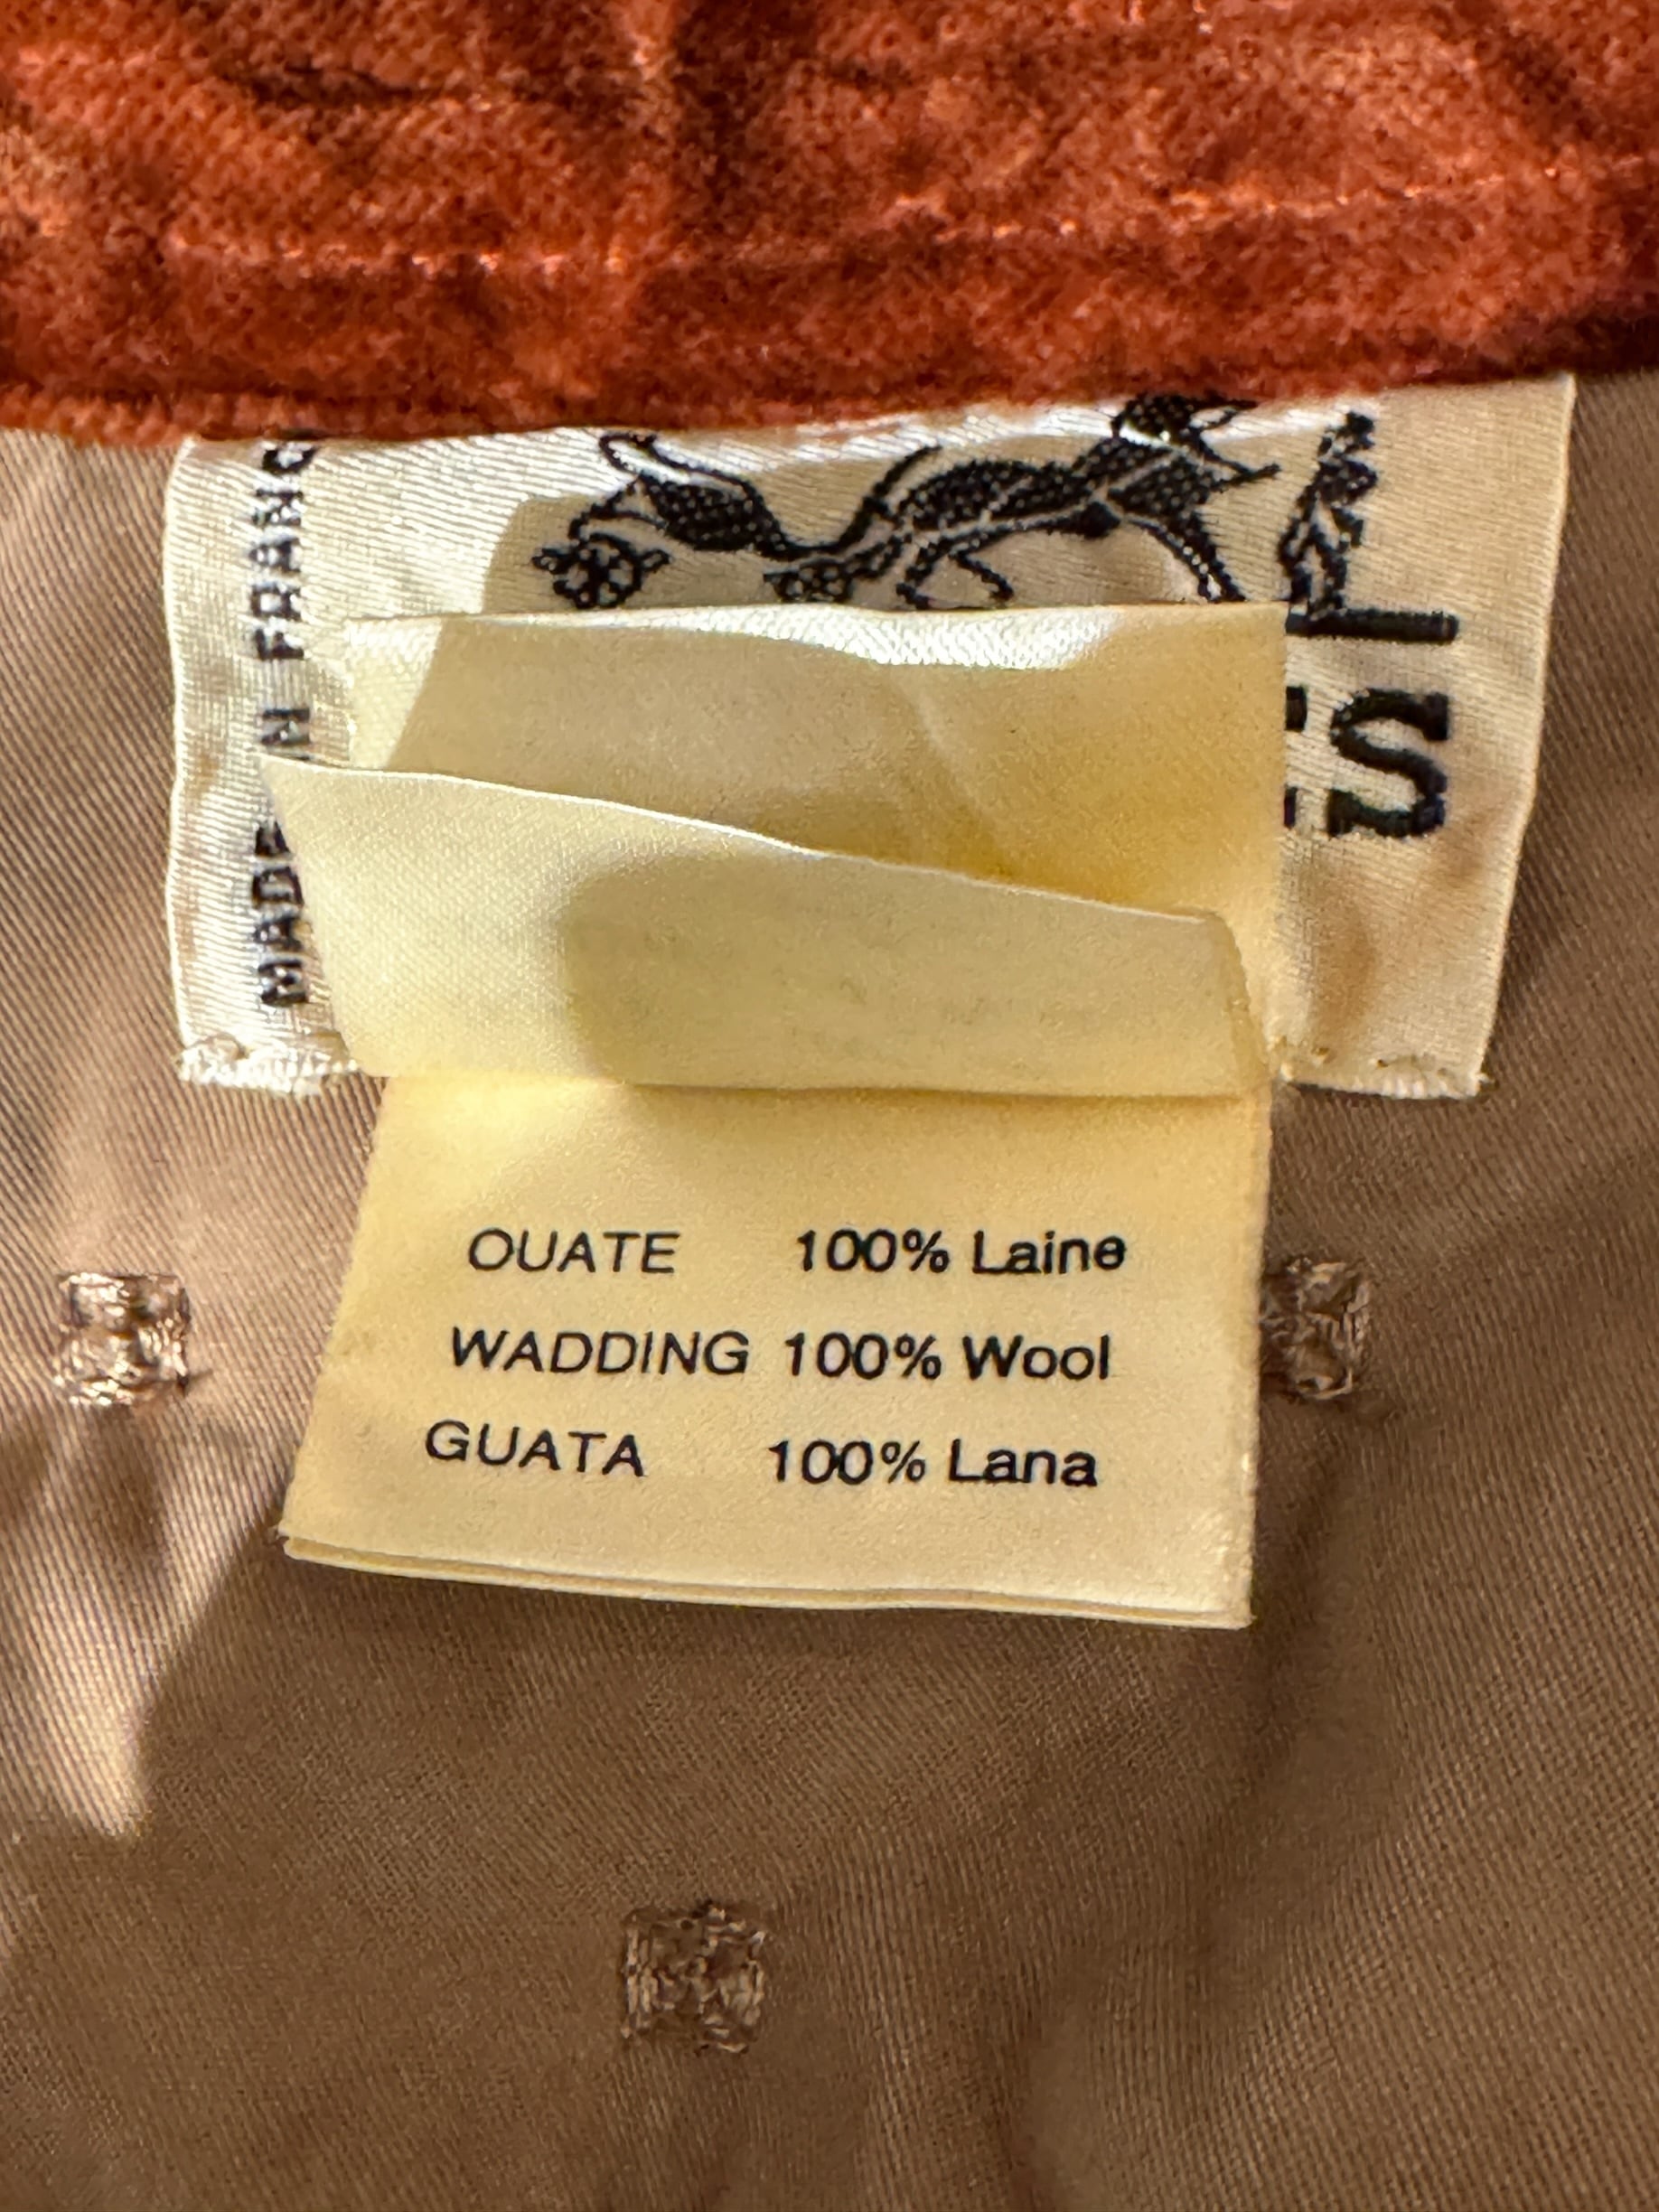 MADE IN FRANC
ES
OUATE 100% Laine
WADDING 100% Wool
GUATA 100% Lana